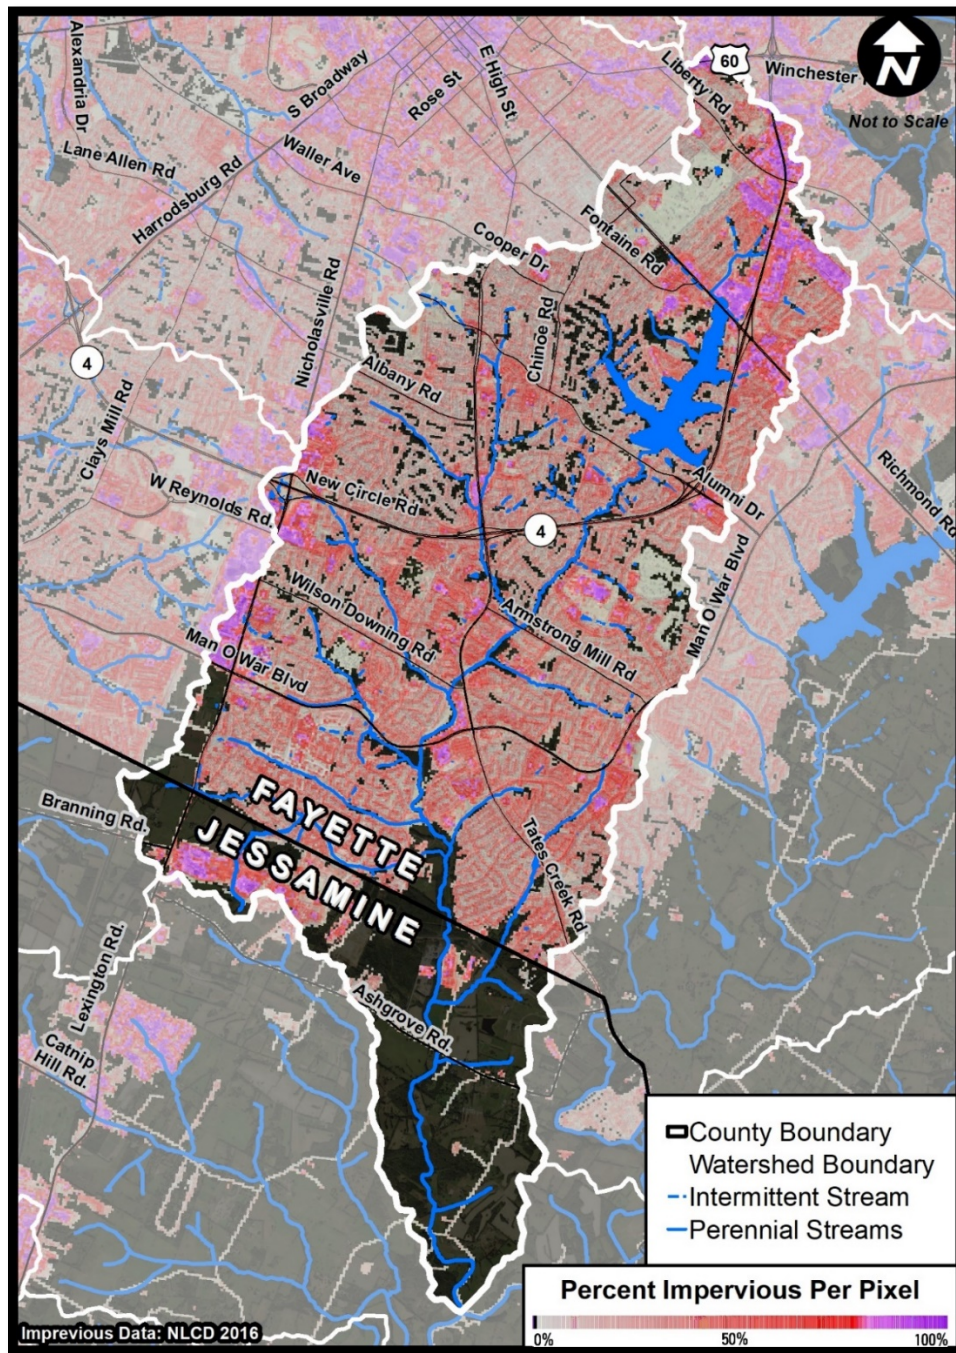 60
Liberty Rd
Winchester
N
Not to Scale
Alexandria Dr
S Broadway
Rose St
E High St
Lane Allen Rd
Harrodsburg Rd
Waller Ave
Cooper Dr
Fontaine Rd
Nicholasville Rd
Chinoe Rd
4
Clays Mill Rd
Albany Rd
W Reynolds Rd
New Circle Rd
4
Alumni Dr
Richmond Rd
Man O War Blvd
Wilson Downing Rd
Armstrong Mill Rd
Man O War Blvd
FAYETTE
JESSAMINE
Branning Rd.
Tates Creek Rd
Lexington Rd.
Ashgrove Rd.
Catnip
Hill Rd.
County Boundary
Watershed Boundary
Intermittent Stream
Perennial Streams
Percent Impervious Per Pixel
0% 50% 100%
Imprevious Data: NLCD 2016